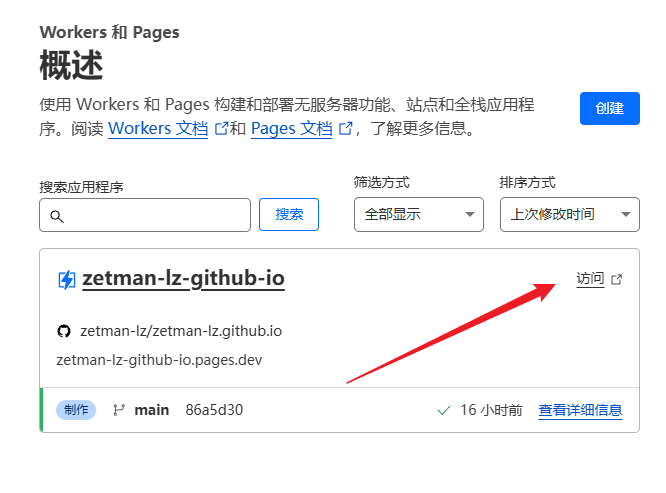 Workers 和 Pages
概述
使用 Workers 和 Pages 构建和部署无服务器功能、站点和全栈应用程
序。阅读 Workers 文档 和 Pages 文档 ，了解更多信息。
创建
搜索应用程序
筛选方式
排序方式
搜索
全部显示
上次修改时间
zetman-lz-github-io
访问
zetman-lz/zetman-lz.github.io
zetman-lz-github-io.pages.dev
制作 main 86a5d30 16 小时前 查看详细信息